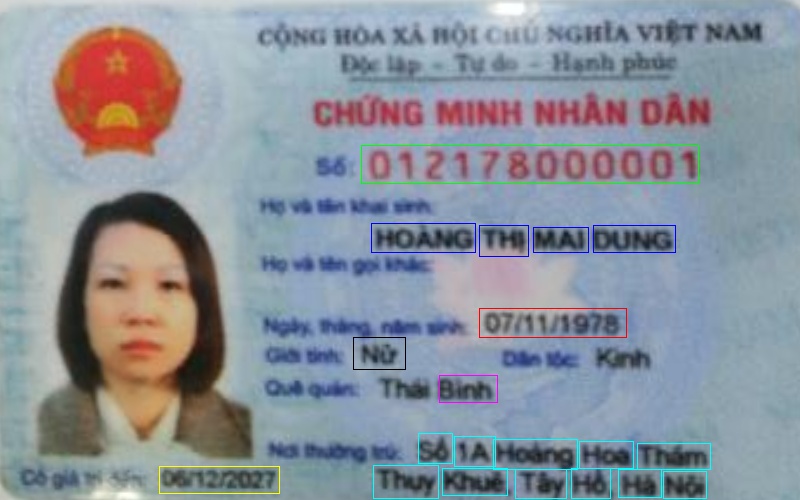 CỘNG HÒA XÃ HỘI CHỦ NGHĨA VIỆT NAM
Độc lập - Tự do - Hạnh phúc
CHỨNG MINH NHÂN DÂN
Số: 012178000001
Họ và tên khai sinh:
HOÀNG THỊ MAI DUNG
Họ và tên gọi khác:
Ngày, tháng, năm sinh: 07/11/1978
Giới tính: Nữ Dân tộc: Kinh
Quê quán: Thái Bình
Nơi thường trú: Số 1A Hoàng Hoa Thám
Thụy Khuê, Tây Hồ, Hà Nội
Có giá trị đến: 06/12/2027